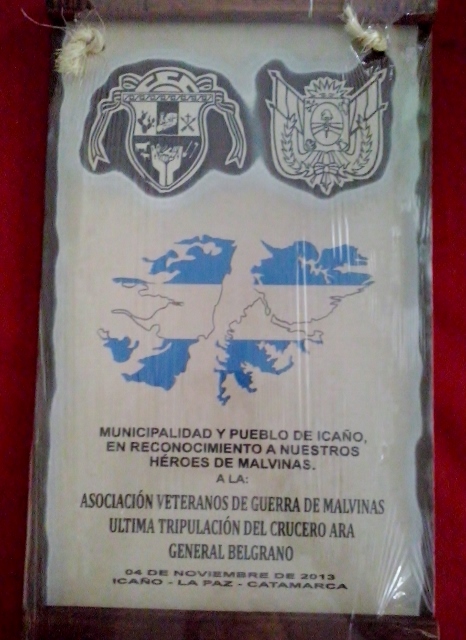 MUNICIPALIDAD Y PUEBLO DE ICAÑO,
EN RECONOCIMIENTO A NUESTROS
HÉROES DE MALVINAS.
A LA:
ASOCIACIÓN VETERANOS DE GUERRA DE MALVINAS
ULTIMA TRIPULACIÓN DEL CRUCERO ARA
GENERAL BELGRANO
04 DE NOVIEMBRE DE 2013
ICAÑO - LA PAZ - CATAMARCA